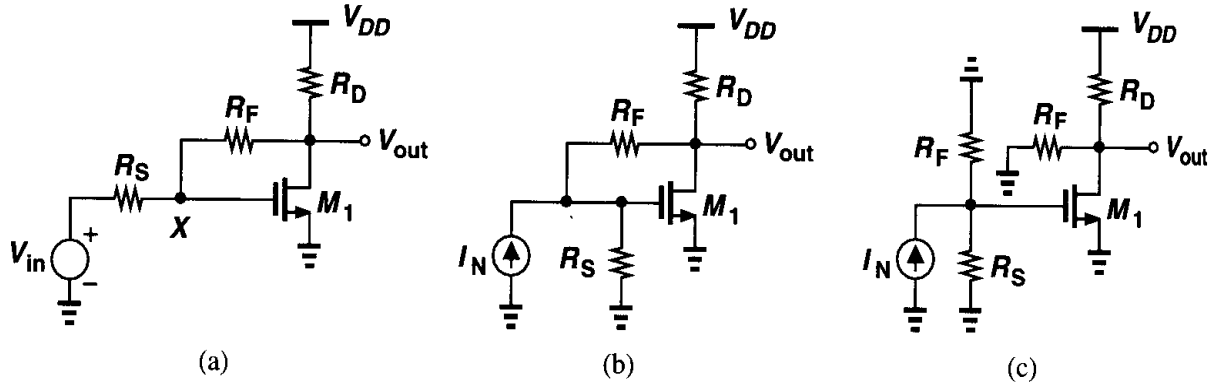 V_DD
R_D
R_F
V_out
R_S
X
M_1
V_in
+
−
(a)
V_DD
R_D
R_F
V_out
M_1
I_N
R_S
(b)
V_DD
R_D
R_F
R_F
V_out
M_1
I_N
R_S
(c)